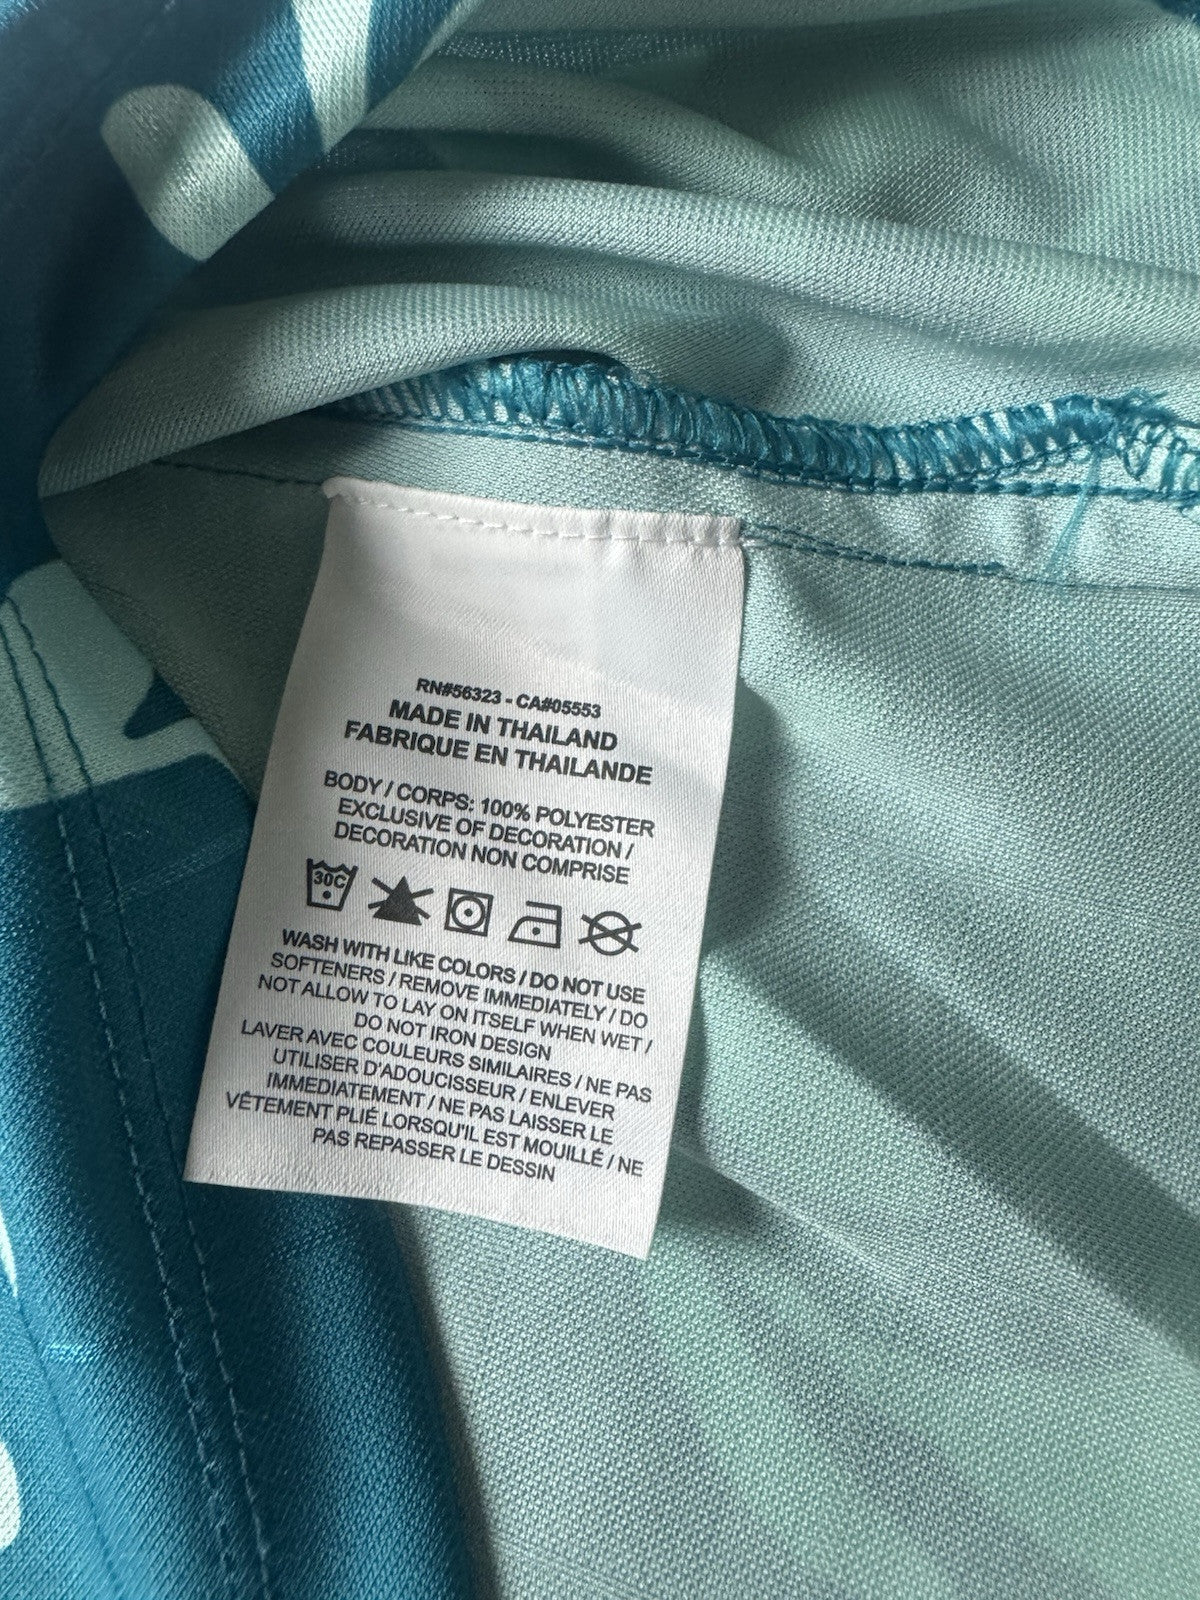 RN#56323 - CA#05553
MADE IN THAILAND
FABRIQUE EN THAILANDE
BODY / CORPS: 100% POLYESTER
EXCLUSIVE OF DECORATION /
DECORATION NON COMPRISE
30C
WASH WITH LIKE COLORS / DO NOT USE
SOFTENERS / REMOVE IMMEDIATELY / DO
NOT ALLOW TO LAY ON ITSELF WHEN WET /
DO NOT IRON DESIGN
LAVER AVEC COULEURS SIMILAIRES / NE PAS
UTILISER D'ADOUCISSEUR / ENLEVER
IMMEDIATEMENT / NE PAS LAISSER LE
VÊTEMENT PLIÉ LORSQU'IL EST MOUILLÉ / NE
PAS REPASSER LE DESSIN